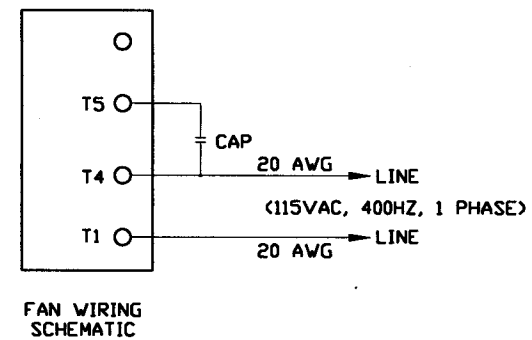 T5
CAP
T4
20 AWG
LINE
(115VAC, 400HZ, 1 PHASE)
T1
20 AWG
LINE
FAN WIRING
SCHEMATIC